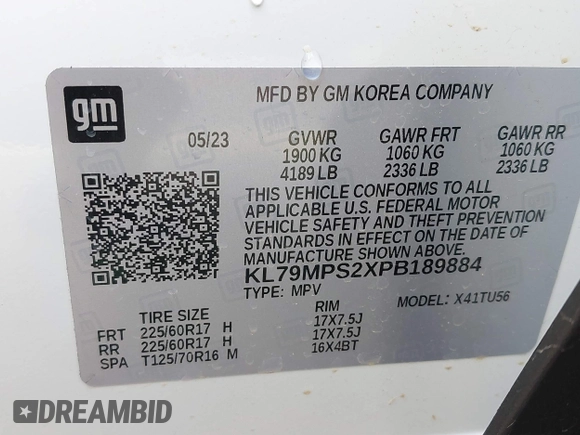 gm
MFD BY GM KOREA COMPANY
05/23 GVWR GAWR FRT GAWR RR
1900 KG 1060 KG 1060 KG
4189 LB 2336 LB 2336 LB
THIS VEHICLE CONFORMS TO ALL
APPLICABLE U.S. FEDERAL MOTOR
VEHICLE SAFETY AND THEFT PREVENTION
STANDARDS IN EFFECT ON THE DATE OF
MANUFACTURE SHOWN ABOVE.
KL79MPS2XPB189884
TYPE: MPV MODEL: X41TU56
TIRE SIZE RIM
FRT 225/60R17 H 17X7.5J
RR 225/60R17 H 17X7.5J
SPA T125/70R16 M 16X4BT
DREAMBID